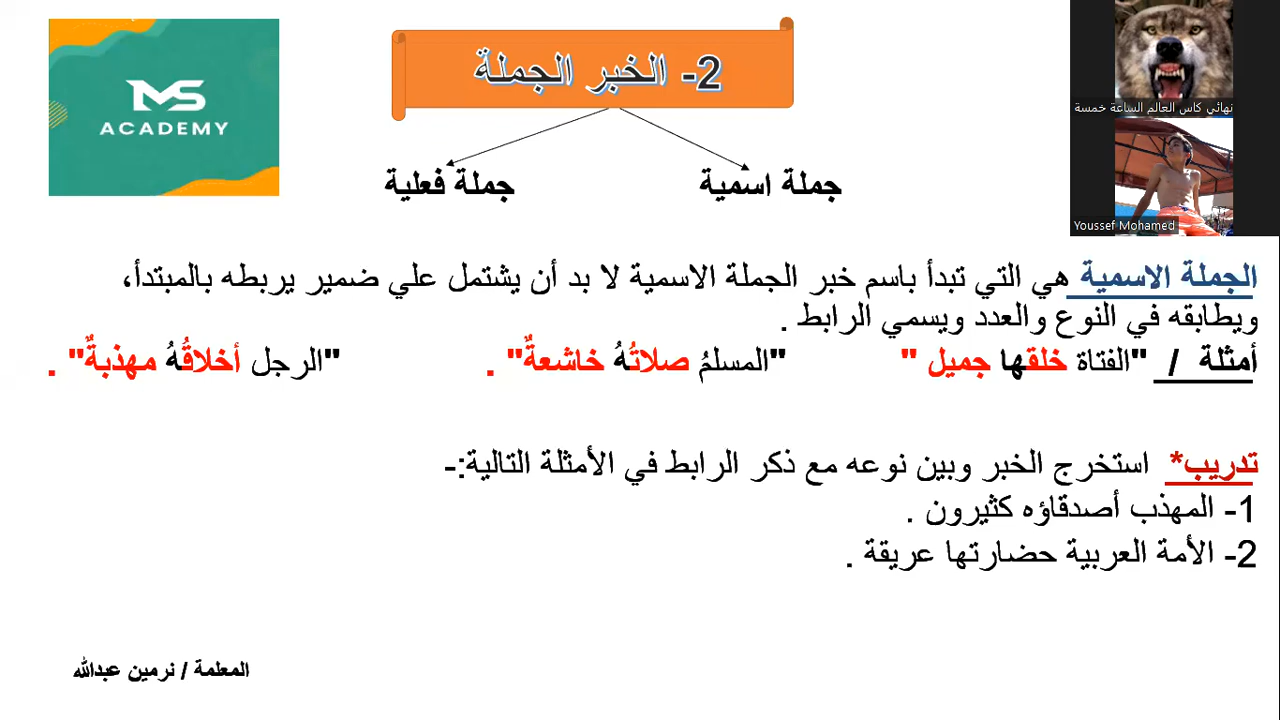 MS
ACADEMY
2- الخبر الجملة
نهائي كاس العالم الساعة خمسة
جملة اسمية
جملة فعلية
Youssef Mohamed
الجملة الاسمية هي التي تبدأ باسم خبر الجملة الاسمية لا بد أن يشتمل علي ضمير يربطه بالمبتدأ،
ويطابقه في النوع والعدد ويسمي الرابط .
أمثلة / "الفتاة خلقها جميل " "المسلمُ صلاتُهُ خاشعةٌ" . "الرجل أخلاقُهُ مهذبةٌ" .
تدريب* استخرج الخبر وبين نوعه مع ذكر الرابط في الأمثلة التالية:-
1- المهذب أصدقاؤه كثيرون .
2- الأمة العربية حضارتها عريقة .
المعلمة / نرمين عبدالله